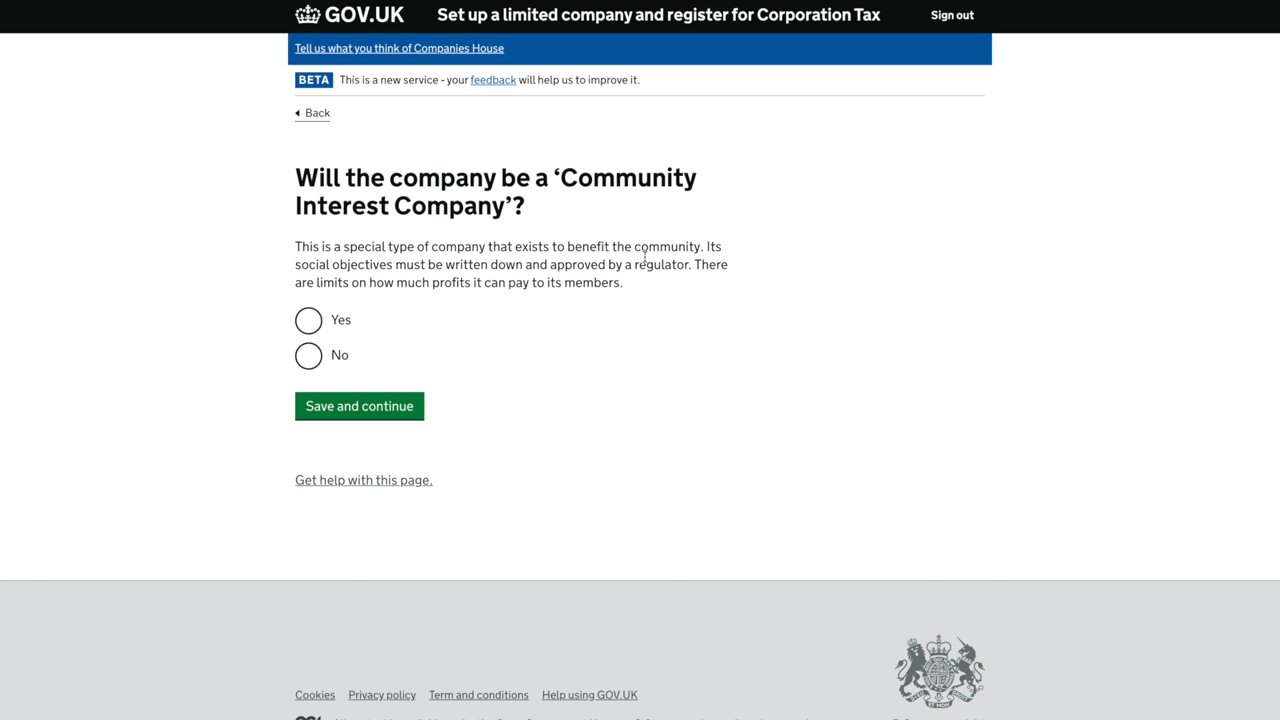 GOV.UK
Set up a limited company and register for Corporation Tax
Sign out
Tell us what you think of Companies House
BETA This is a new service - your feedback will help us to improve it.
Back
Will the company be a ‘Community
Interest Company’?
This is a special type of company that exists to benefit the community. Its
social objectives must be written down and approved by a regulator. There
are limits on how much profits it can pay to its members.
Yes
No
Save and continue
Get help with this page.
Cookies Privacy policy Term and conditions Help using GOV.UK